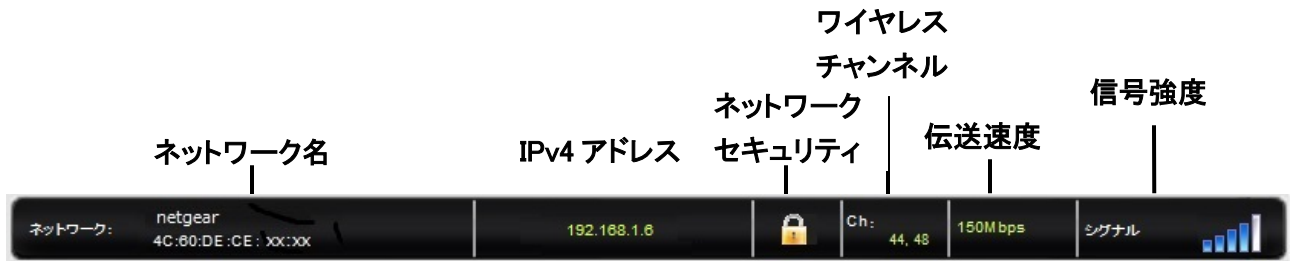 ワイヤレス
チャンネル
信号強度
ネットワーク
セキュリティ
伝送速度
ネットワーク名
IPv4 アドレス
ネットワーク:
netgear
4C:60:DE:CE: xx:xx
192.168.1.6
Ch:
44, 48
150Mbps
シグナル